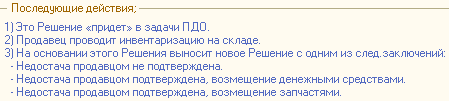 Последующие действия;
1) Это Решение «придет» в задачи ПДО.
2) Продавец проводит инвентаризацию на складе.
3) На основании этого Решения выносит новое Решение с одним из след.заключений:
- Недостача продавцом не подтверждена.
- Недостача продавцом подтверждена, возмещение денежными средствами.
- Недостача продавцом подтверждена, возмещение запчастями.